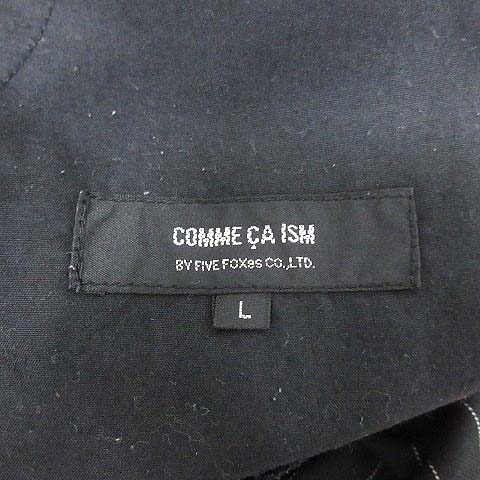 COMME ÇA ISM
BY FIVE FOXes CO.,LTD.
L